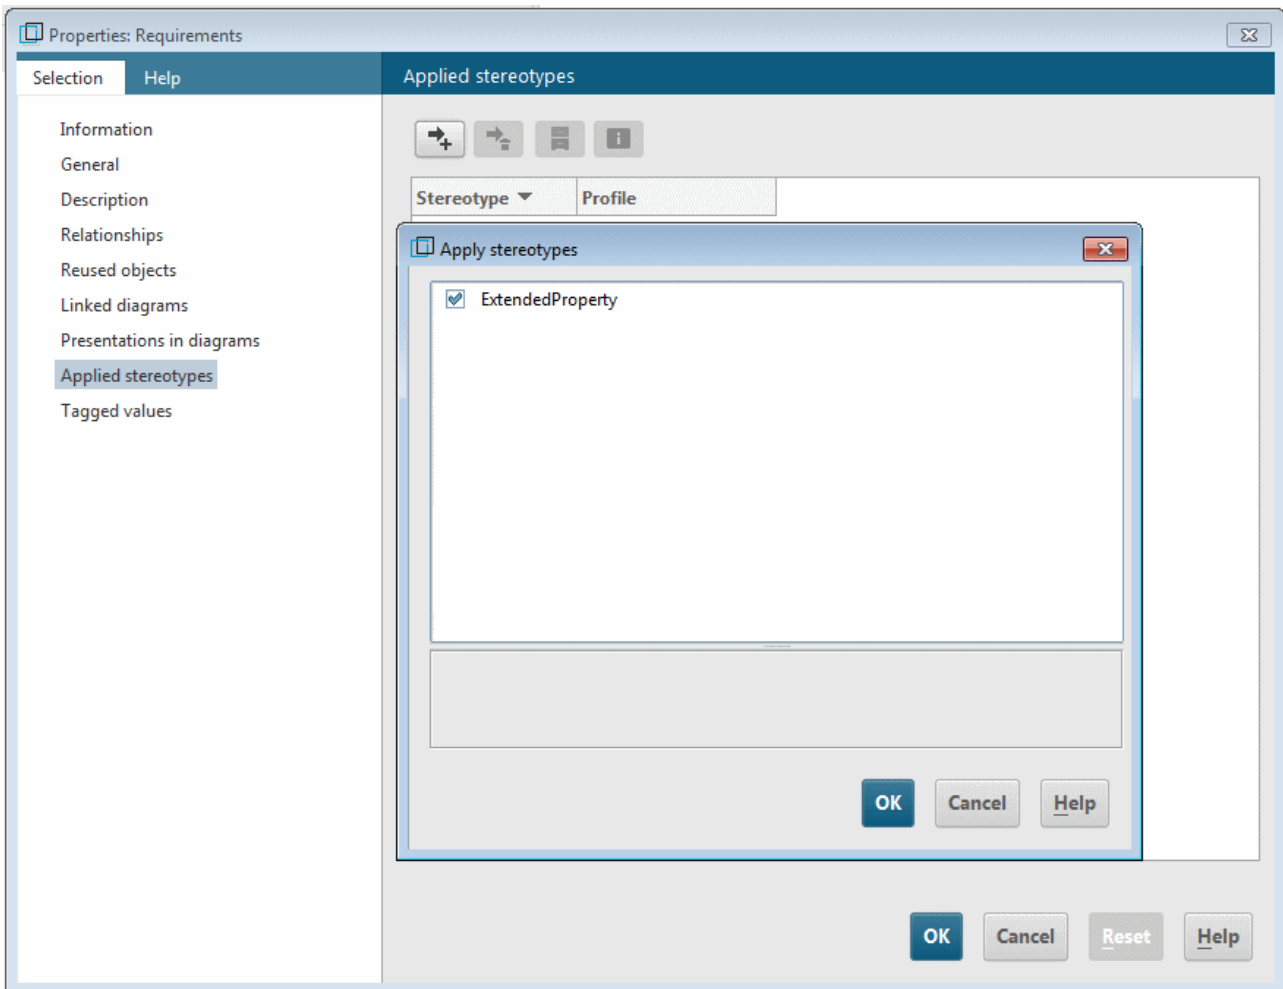 Properties: Requirements
Selection Help
Applied stereotypes
Information
General
Description
Relationships
Reused objects
Linked diagrams
Presentations in diagrams
Applied stereotypes
Tagged values
Stereotype Profile
Apply stereotypes
ExtendedProperty
OK Cancel Help
OK Cancel Reset Help